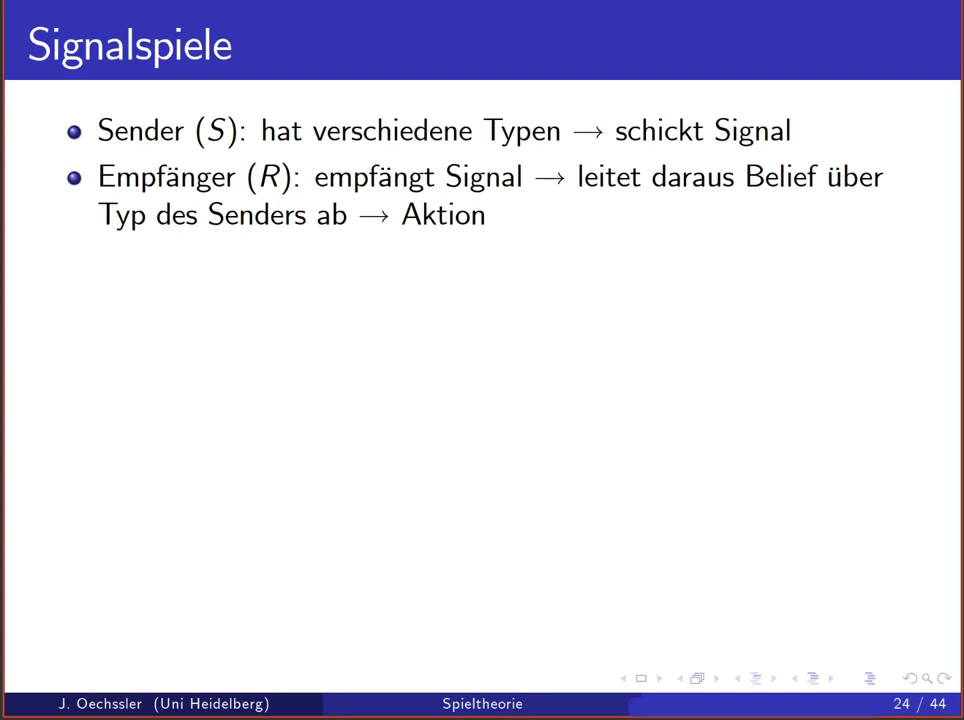 Signalspiele
Sender (S): hat verschiedene Typen → schickt Signal
Empfänger (R): empfängt Signal → leitet daraus Belief über
Typ des Senders ab → Aktion
J. Oechssler (Uni Heidelberg)
Spieltheorie
24 / 44